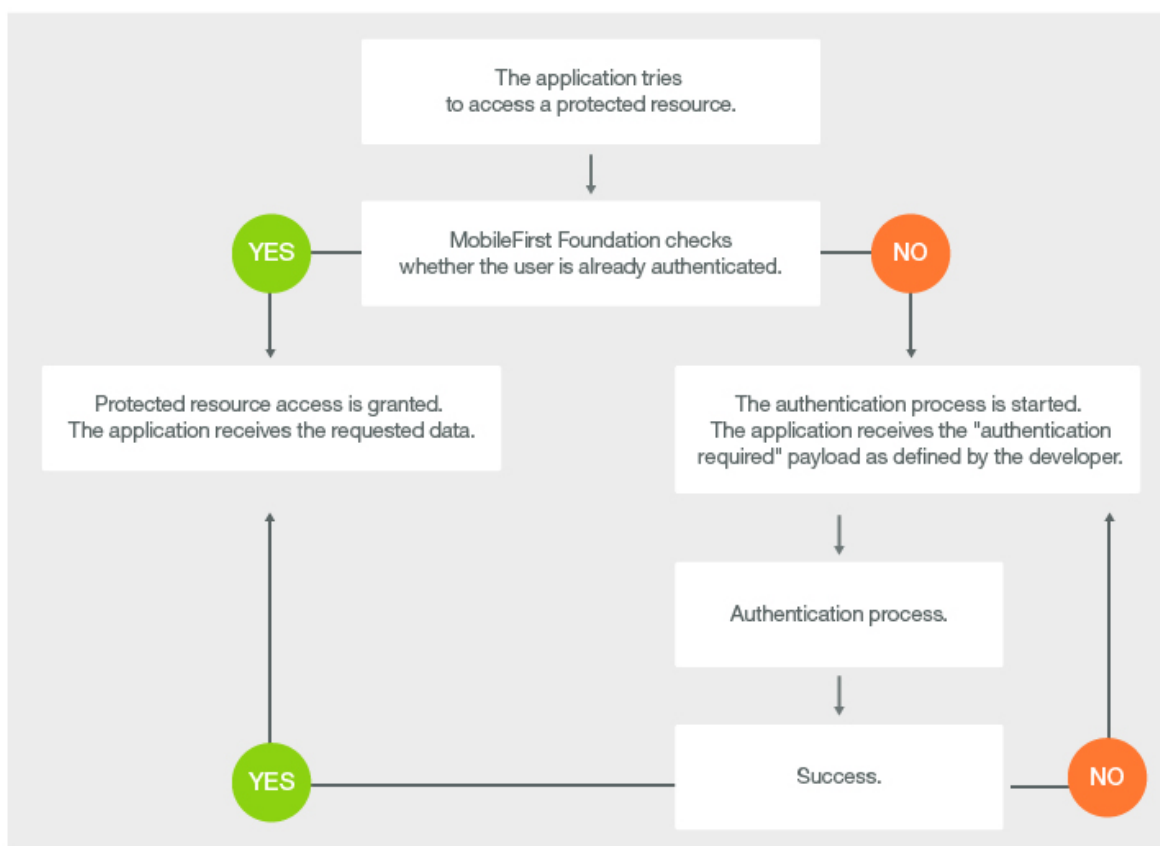 The application tries
to access a protected resource.
MobileFirst Foundation checks
whether the user is already authenticated.
YES
NO
Protected resource access is granted.
The application receives the requested data.
The authentication process is started.
The application receives the "authentication
required" payload as defined by the developer.
Authentication process.
Success.
YES
NO